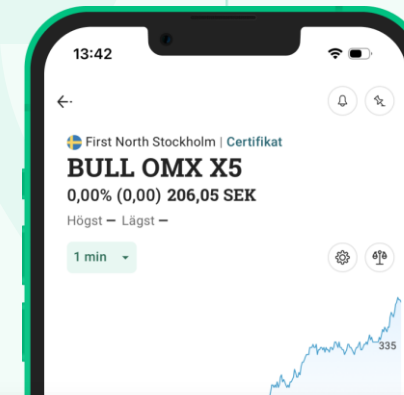 13:42
First North Stockholm | Certifikat
BULL OMX X5
0,00% (0,00) 206,05 SEK
Högst – Lägst –
1 min
335